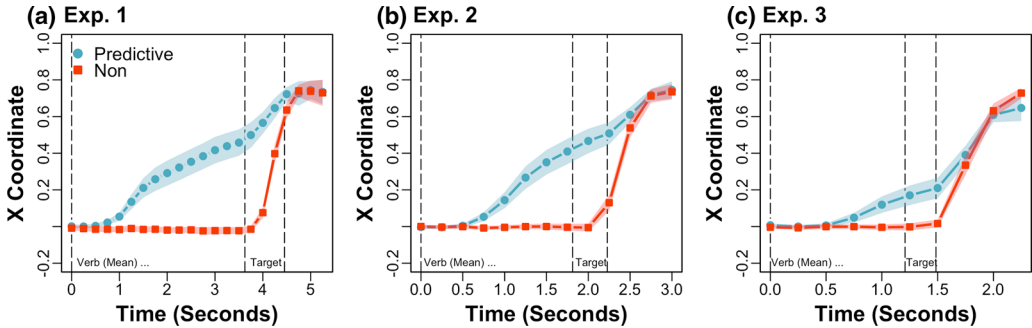 (a) Exp. 1
X Coordinate
1.0
0.8
0.6
0.4
0.2
-0.2
Predictive
Non
Verb (Mean) ...
Target
0 1 2 3 4 5
Time (Seconds)
(b) Exp. 2
X Coordinate
1.0
0.8
0.6
0.4
0.2
-0.2
Verb (Mean) ...
Target
0.0 0.5 1.0 1.5 2.0 2.5 3.0
Time (Seconds)
(c) Exp. 3
X Coordinate
1.0
0.8
0.6
0.4
0.2
-0.2
Verb (Mean) ...
Target
0.0 0.5 1.0 1.5 2.0
Time (Seconds)